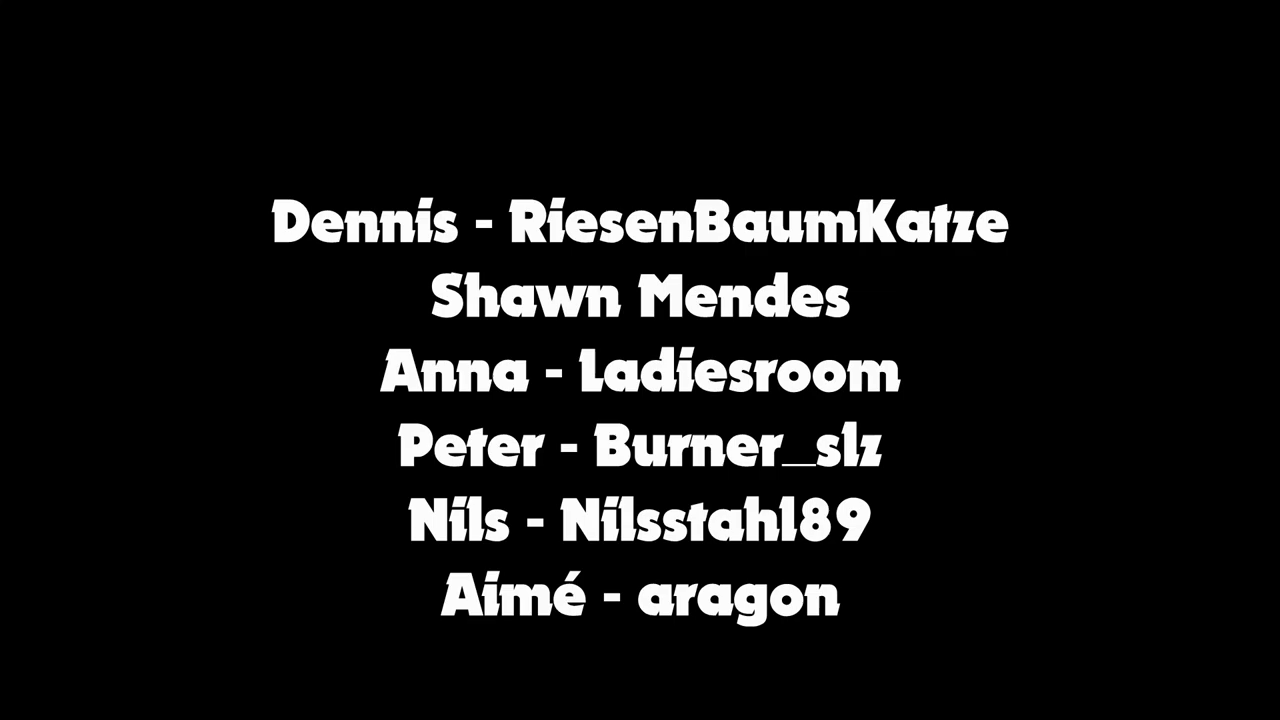 Dennis - RiesenBaumKatze
Shawn Mendes
Anna - Ladiesroom
Peter - Burner_slz
Nils - Nilsstahl89
Aimé - aragon